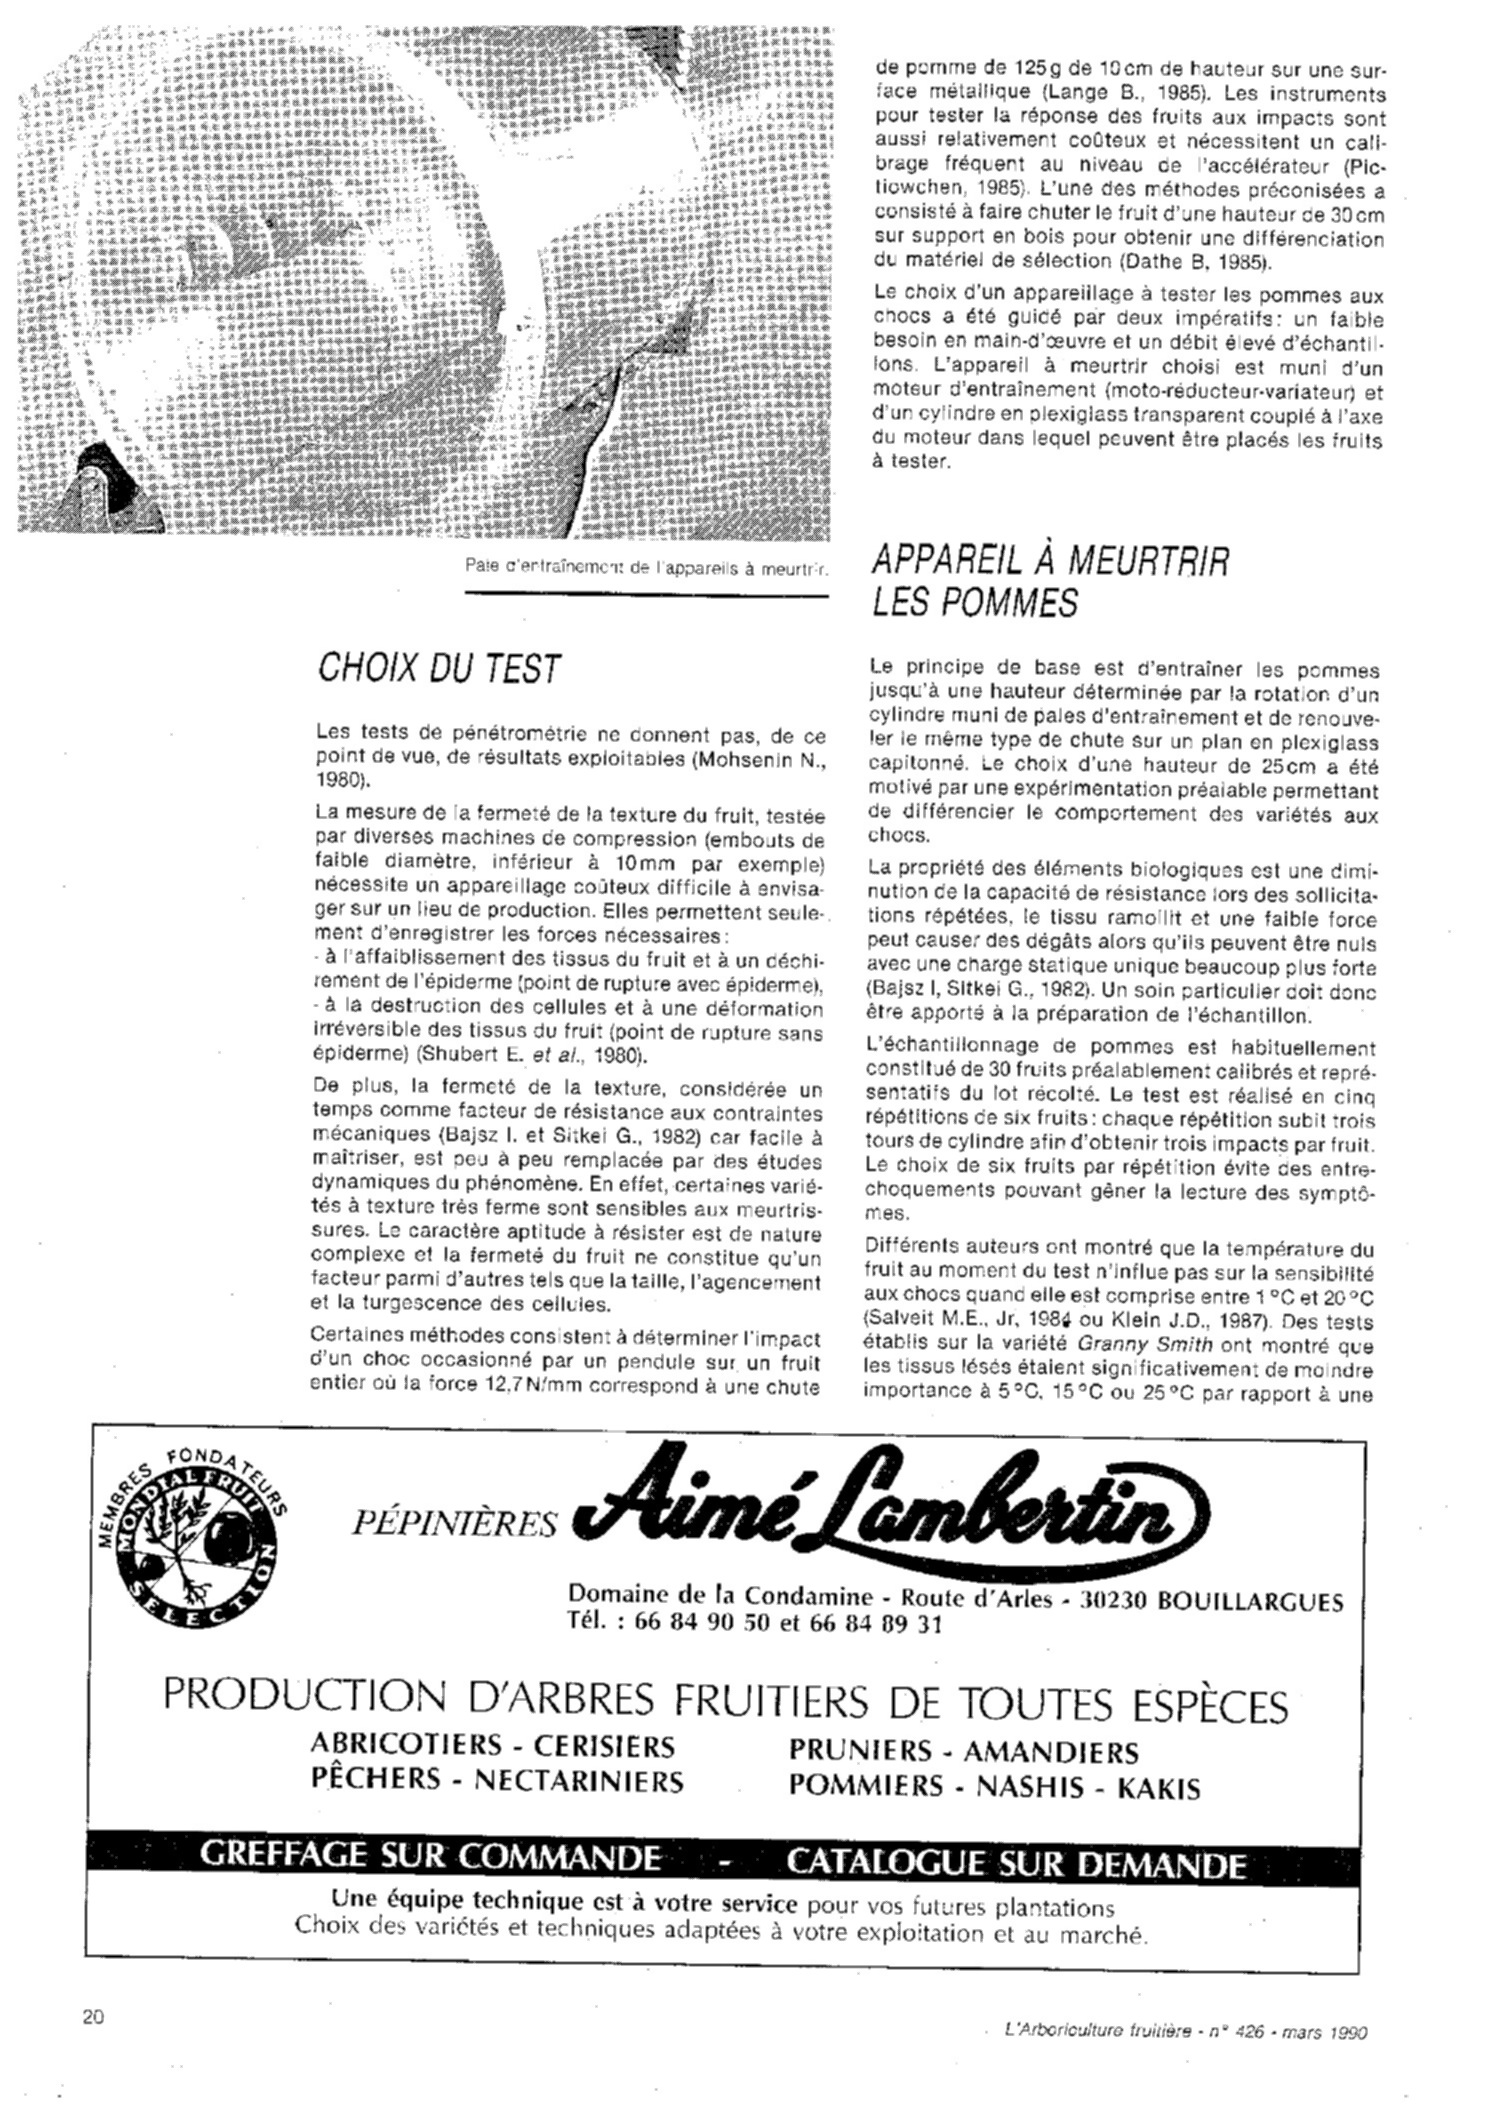 Pale d'entraînement de l'appareils à meurtrir.
CHOIX DU TEST
Les tests de pénétrométrie ne donnent pas, de ce
point de vue, de résultats exploitables (Mohsenin N.,
1980).
La mesure de la fermeté de la texture du fruit, testée
par diverses machines de compression (embouts de
faible diamètre, inférieur à 10mm par exemple)
nécessite un appareillage coûteux difficile à envisa-
ger sur un lieu de production. Elles permettent seule-
ment d'enregistrer les forces nécessaires:
- à l'affaiblissement des tissus du fruit et à un déchi-
rement de l'épiderme (point de rupture avec épiderme),
- à la destruction des cellules et à une déformation
irréversible des tissus du fruit (point de rupture sans
épiderme) (Shubert E. et al., 1980).
De plus, la fermeté de la texture, considérée un
temps comme facteur de résistance aux contraintes
mécaniques (Bajsz I. et Sitkei G., 1982) car facile à
maîtriser, est peu à peu remplacée par des études
dynamiques du phénomène. En effet, certaines varié-
tés à texture très ferme sont sensibles aux meurtris-
sures. Le caractère aptitude à résister est de nature
complexe et la fermeté du fruit ne constitue qu'un
facteur parmi d'autres tels que la taille, l'agencement
et la turgescence des cellules.
Certaines méthodes consistent à déterminer l'impact
d'un choc occasionné par un pendule sur un fruit
entier où la force 12,7N/mm correspond à une chute
de pomme de 125g de 10cm de hauteur sur une sur-
face métallique (Lange B., 1985). Les instruments
pour tester la réponse des fruits aux impacts sont
aussi relativement coûteux et nécessitent un cali-
brage fréquent au niveau de l'accélérateur (Pic-
tiowchen, 1985). L'une des méthodes préconisées a
consisté à faire chuter le fruit d'une hauteur de 30cm
sur support en bois pour obtenir une différenciation
du matériel de sélection (Dathe B, 1985).
Le choix d'un appareillage à tester les pommes aux
chocs a été guidé par deux impératifs: un faible
besoin en main-d'œuvre et un débit élevé d'échantil-
lons. L'appareil à meurtrir choisi est muni d'un
moteur d'entraînement (moto-réducteur-variateur) et
d'un cylindre en plexiglass transparent couplé à l'axe
du moteur dans lequel peuvent être placés les fruits
à tester.
APPAREIL À MEURTRIR
LES POMMES
Le principe de base est d'entraîner les pommes
jusqu'à une hauteur déterminée par la rotation d'un
cylindre muni de pales d'entraînement et de renouve-
ler le même type de chute sur un plan en plexiglass
capitonné. Le choix d'une hauteur de 25cm a été
motivé par une expérimentation préalable permettant
de différencier le comportement des variétés aux
chocs.
La propriété des éléments biologiques est une dimi-
nution de la capacité de résistance lors des sollicita-
tions répétées, le tissu ramollit et une faible force
peut causer des dégâts alors qu'ils peuvent être nuls
avec une charge statique unique beaucoup plus forte
(Bajsz I, Sitkei G., 1982). Un soin particulier doit donc
être apporté à la préparation de l'échantillon.
L'échantillonnage de pommes est habituellement
constitué de 30 fruits préalablement calibrés et repré-
sentatifs du lot récolté. Le test est réalisé en cinq
répétitions de six fruits: chaque répétition subit trois
tours de cylindre afin d'obtenir trois impacts par fruit.
Le choix de six fruits par répétition évite des entre-
choquements pouvant gêner la lecture des symptô-
mes.
Différents auteurs ont montré que la température du
fruit au moment du test n'influe pas sur la sensibilité
aux chocs quand elle est comprise entre 1°C et 20°C
(Salveit M.E., Jr, 1984 ou Klein J.D., 1987). Des tests
établis sur la variété Granny Smith ont montré que
les tissus lésés étaient significativement de moindre
importance à 5°C, 15°C ou 25°C par rapport à une
MEMBRES FONDATEURS
MONDIAL FRUIT
SELECTION
PÉPINIÈRES Aimé Lambertin
Domaine de la Condamine - Route d'Arles - 30230 BOUILLARGUES
Tél. : 66 84 90 50 et 66 84 89 31
PRODUCTION D'ARBRES FRUITIERS DE TOUTES ESPÈCES
ABRICOTIERS - CERISIERS
PÊCHERS - NECTARINIERS
PRUNIERS - AMANDIERS
POMMIERS - NASHIS - KAKIS
GREFFAGE SUR COMMANDE - CATALOGUE SUR DEMANDE
Une équipe technique est à votre service pour vos futures plantations
Choix des variétés et techniques adaptées à votre exploitation et au marché.
20
L'Arboriculture fruitière - n° 426 - mars 1990